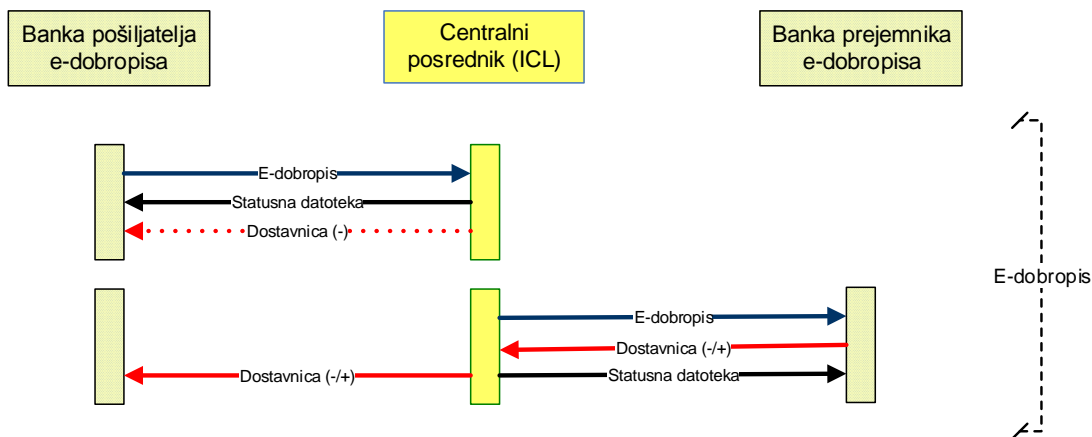 Banka pošiljatelja
e-dobropisa
Centralni
posrednik (ICL)
Banka prejemnika
e-dobropisa
E-dobropis
Statusna datoteka
Dostavnica (-)
E-dobropis
E-dobropis
Dostavnica (-/+)
Dostavnica (-/+)
Statusna datoteka